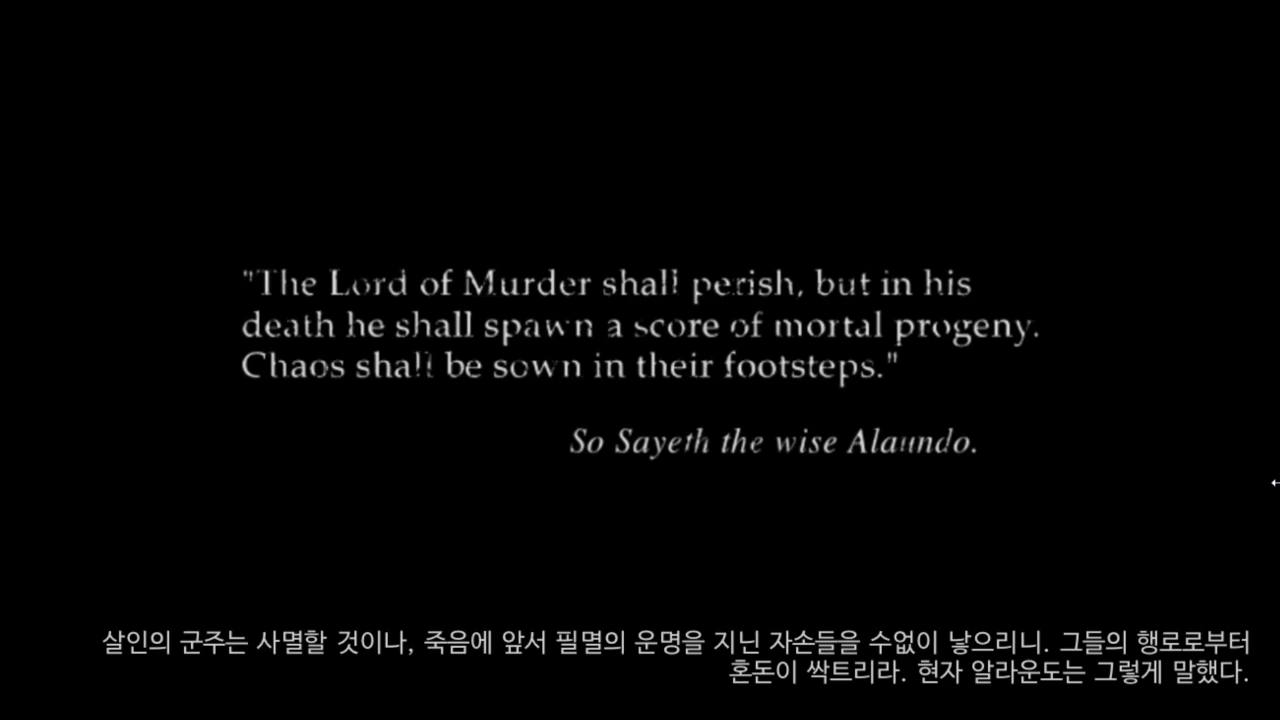 "The Lord of Murder shall perish, but in his
death he shall spawn a score of mortal progeny.
Chaos shall be sown in their footsteps."
So Sayeth the wise Alaundo.
살인의 군주는 사멸할 것이나, 죽음에 앞서 필멸의 운명을 지닌 자손들을 수없이 낳으리니. 그들의 행로로부터
혼돈이 싹트리라. 현자 알라운도는 그렇게 말했다.